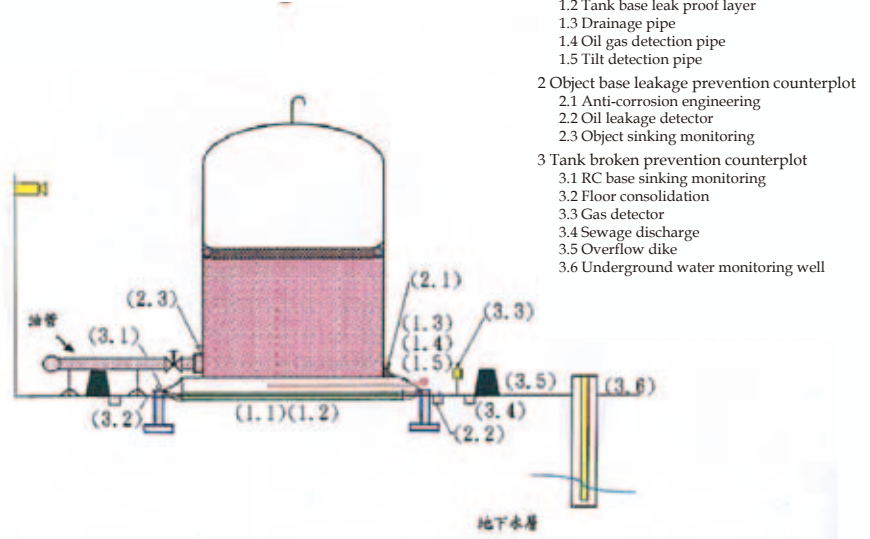 1.2 Tank base leak proof layer
1.3 Drainage pipe
1.4 Oil gas detection pipe
1.5 Tilt detection pipe
2 Object base leakage prevention counterplot
2.1 Anti-corrosion engineering
2.2 Oil leakage detector
2.3 Object sinking monitoring
3 Tank broken prevention counterplot
3.1 RC base sinking monitoring
3.2 Floor consolidation
3.3 Gas detector
3.4 Sewage discharge
3.5 Overflow dike
3.6 Underground water monitoring well
(2.3)
(2.1)
油管
(3.1)
(1.3)
(1.4)
(1.5)
(3.3)
(3.5)
(3.6)
(3.2)
(1.1)(1.2)
(2.2)
(3.4)
地下水層